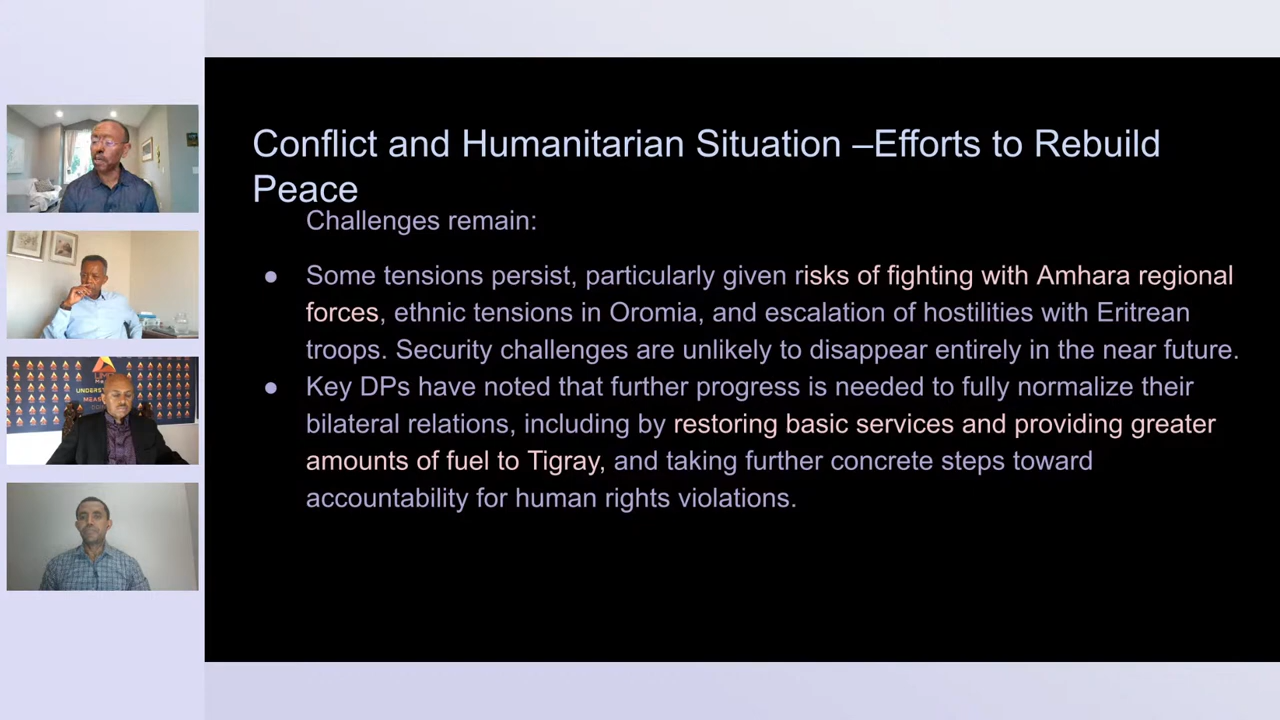 Conflict and Humanitarian Situation –Efforts to Rebuild
Peace
Challenges remain:
● Some tensions persist, particularly given risks of fighting with Amhara regional
forces, ethnic tensions in Oromia, and escalation of hostilities with Eritrean
troops. Security challenges are unlikely to disappear entirely in the near future.
● Key DPs have noted that further progress is needed to fully normalize their
bilateral relations, including by restoring basic services and providing greater
amounts of fuel to Tigray, and taking further concrete steps toward
accountability for human rights violations.